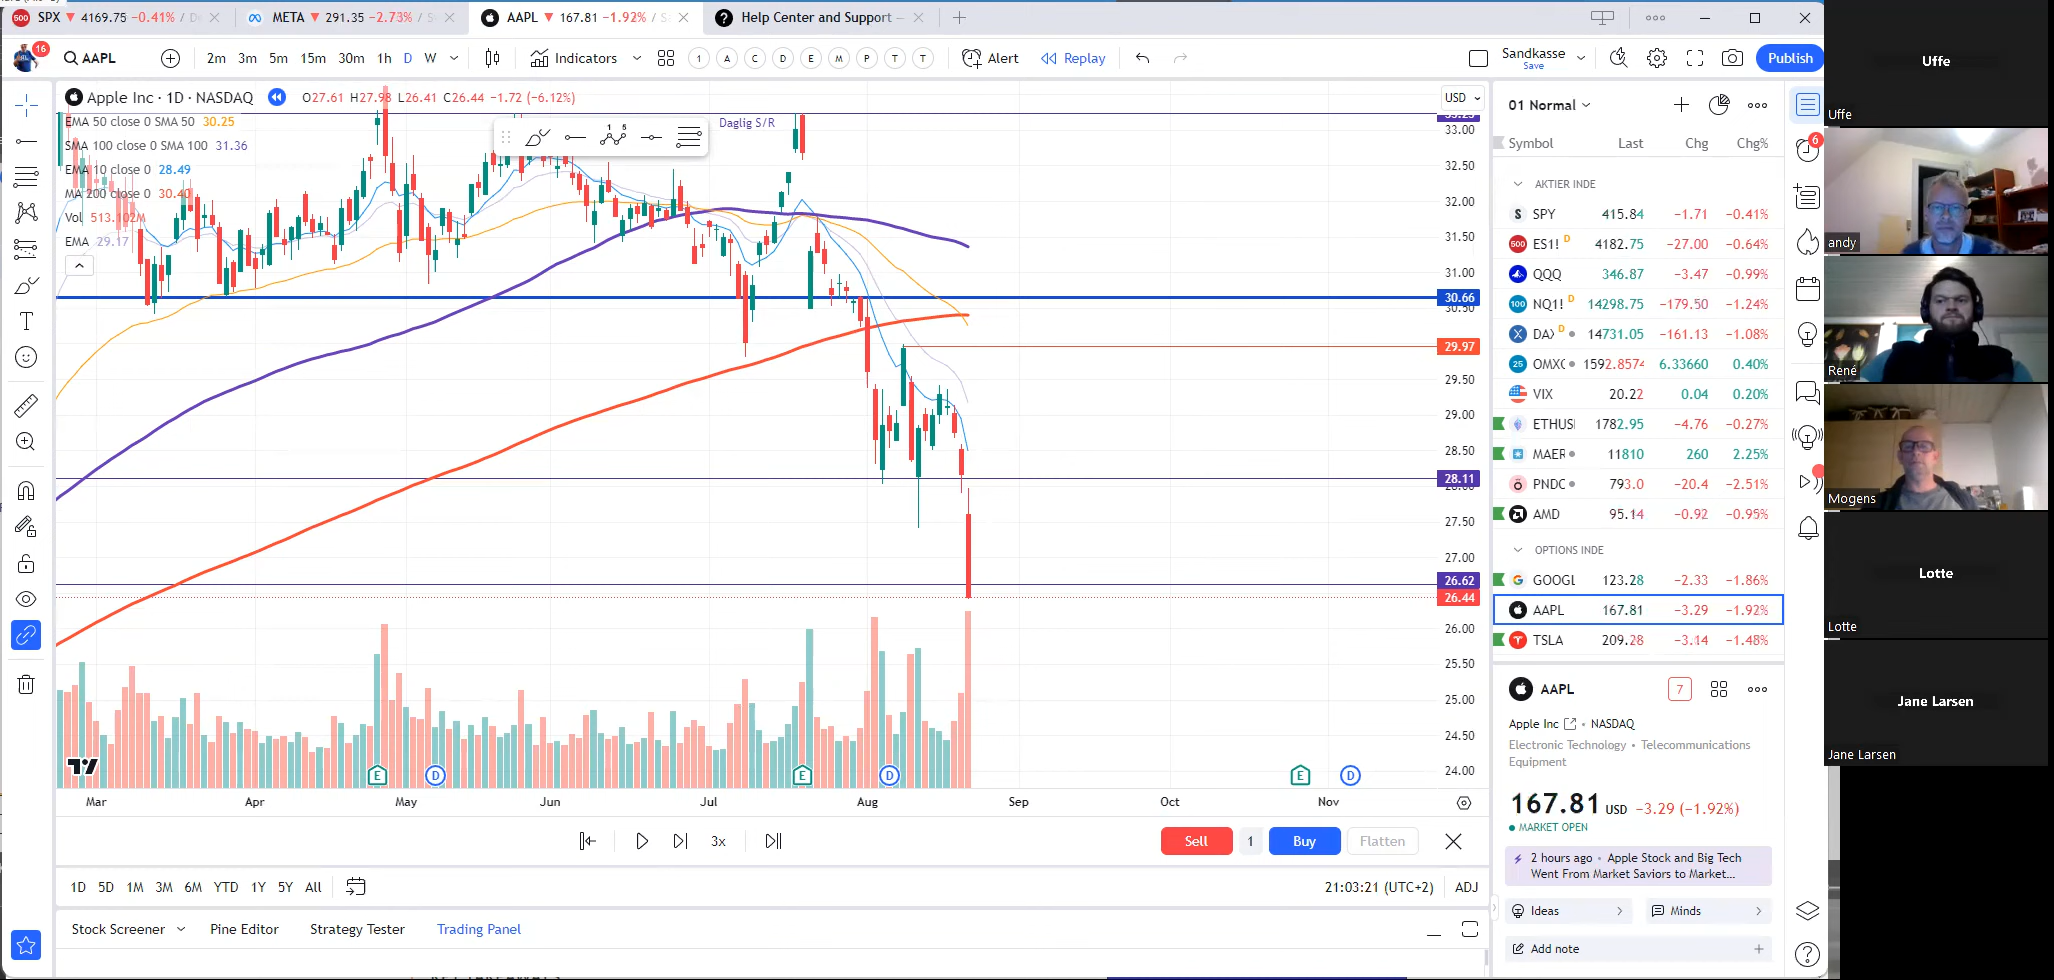 SPX ▼ 4169.75 −0.41% /
META ▼ 291.35 −2.73% /
AAPL ▼ 167.81 −1.92% /
Help Center and Support –
16
AAPL
2m 3m 5m 15m 30m 1h D W
Indicators
1 A C D E M P T T
Alert
Replay
Sandkasse
Save
Publish
Apple Inc · 1D · NASDAQ
O27.61 H27.98 L26.41 C26.44 −1.72 (−6.12%)
EMA 50 close 0 SMA 50 30.25
SMA 100 close 0 SMA 100 31.36
EMA 10 close 0 28.49
MA 200 close 0 30.40
Vol 513.102M
EMA 29.17
Daglig S/R
USD
33.00
32.50
32.00
31.50
31.00
30.66
30.50
29.97
29.50
29.00
28.50
28.11
27.50
27.00
26.62
26.44
26.00
25.50
25.00
24.50
24.00
E D E D E D
Mar Apr May Jun Jul Aug Sep Oct Nov
3x
Sell 1 Buy Flatten
1D 5D 1M 3M 6M YTD 1Y 5Y All
21:03:21 (UTC+2) ADJ
Stock Screener Pine Editor Strategy Tester Trading Panel
01 Normal
Symbol Last Chg Chg%
AKTIER INDE
SPY 415.84 −1.71 −0.41%
ES1! D 4182.75 −27.00 −0.64%
QQQ 346.87 −3.47 −0.99%
NQ1! D 14298.75 −179.50 −1.24%
DAX D 14731.05 −161.13 −1.08%
OMXC 1592.8574 6.33660 0.40%
VIX 20.22 0.04 0.20%
ETHUS 1782.95 −4.76 −0.27%
MAER 11810 260 2.25%
PNDC 793.0 −20.4 −2.51%
AMD 95.14 −0.92 −0.95%
OPTIONS INDE
GOOGL 123.28 −2.33 −1.86%
AAPL 167.81 −3.29 −1.92%
TSLA 209.28 −3.14 −1.48%
AAPL
7
Apple Inc · NASDAQ
Electronic Technology • Telecommunications
Equipment
167.81 USD −3.29 (−1.92%)
MARKET OPEN
2 hours ago • Apple Stock and Big Tech
Went From Market Saviors to Market...
Ideas
Minds
Add note
6
Uffe
Uffe
andy
René
Mogens
Lotte
Lotte
Jane Larsen
Jane Larsen